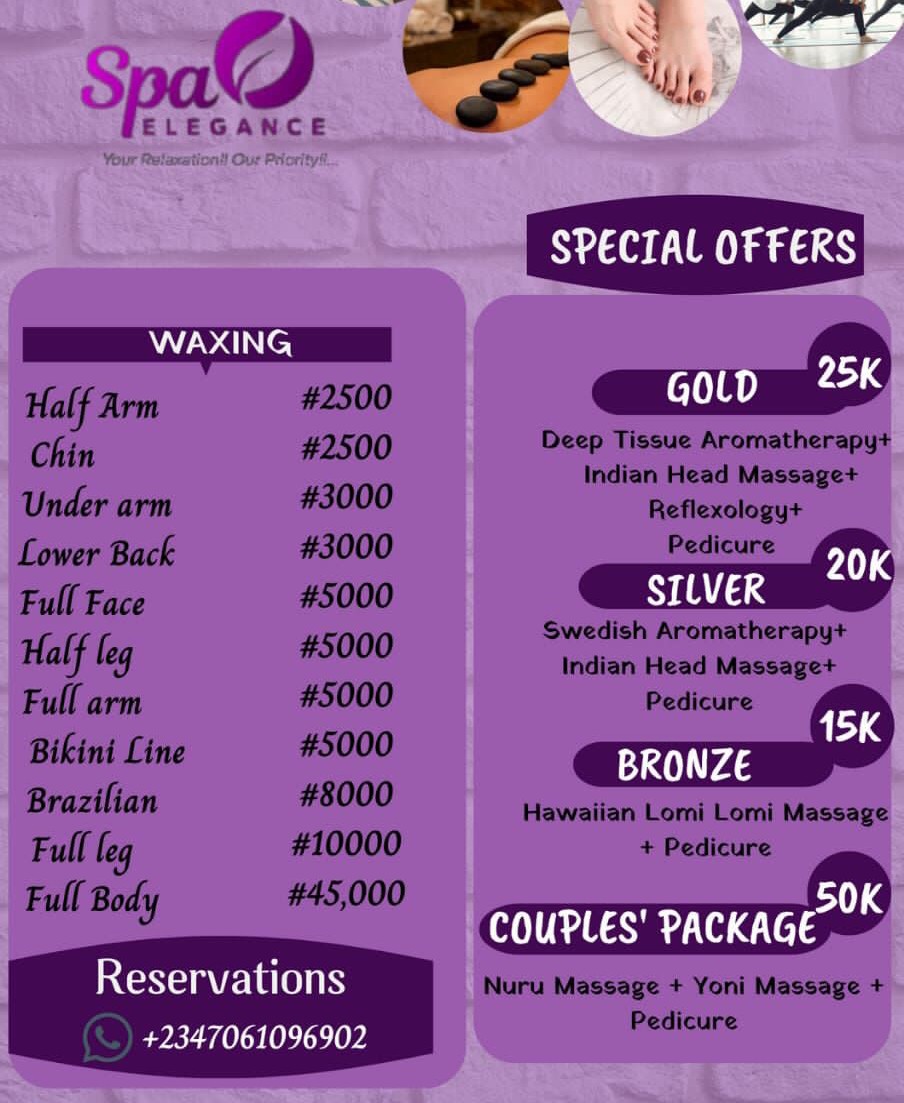 Spa
ELEGANCE
Your Relaxation!! Our Priority!!...
SPECIAL OFFERS
WAXING
Half Arm #2500
Chin #2500
Under arm #3000
Lower Back #3000
Full Face #5000
Half leg #5000
Full arm #5000
Bikini Line #5000
Brazilian #8000
Full leg #10000
Full Body #45,000
Reservations
+2347061096902
GOLD 25K
Deep Tissue Aromatherapy+
Indian Head Massage+
Reflexology+
Pedicure
SILVER 20K
Swedish Aromatherapy+
Indian Head Massage+
Pedicure
BRONZE 15K
Hawaiian Lomi Lomi Massage
+ Pedicure
COUPLES' PACKAGE 50K
Nuru Massage + Yoni Massage +
Pedicure